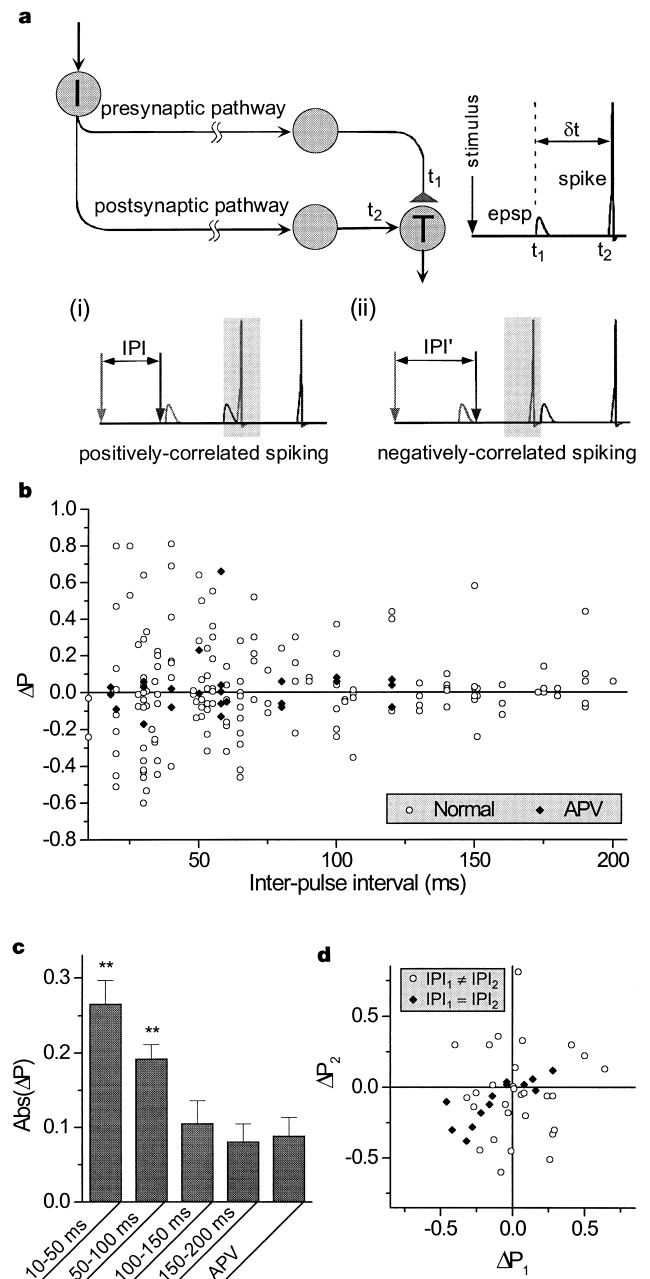 a
I
presynaptic pathway
t1
postsynaptic pathway
t2
T
stimulus
δt
spike
epsp
t1 t2
(i) (ii)
IPI IPI'
positively-correlated spiking negatively-correlated spiking
b
1.0
0.8
0.6
0.4
0.2
0.0
-0.2
-0.4
-0.6
-0.8
ΔP
Normal APV
50 100 150 200
Inter-pulse interval (ms)
c
**
**
0.3
0.2
0.1
0.0
Abs(ΔP)
10-50 ms
50-100 ms
100-150 ms
150-200 ms
APV
d
IPI1 ≠ IPI2
IPI1 = IPI2
0.5
0.0
-0.5
ΔP2
-0.5 0.0 0.5
ΔP1